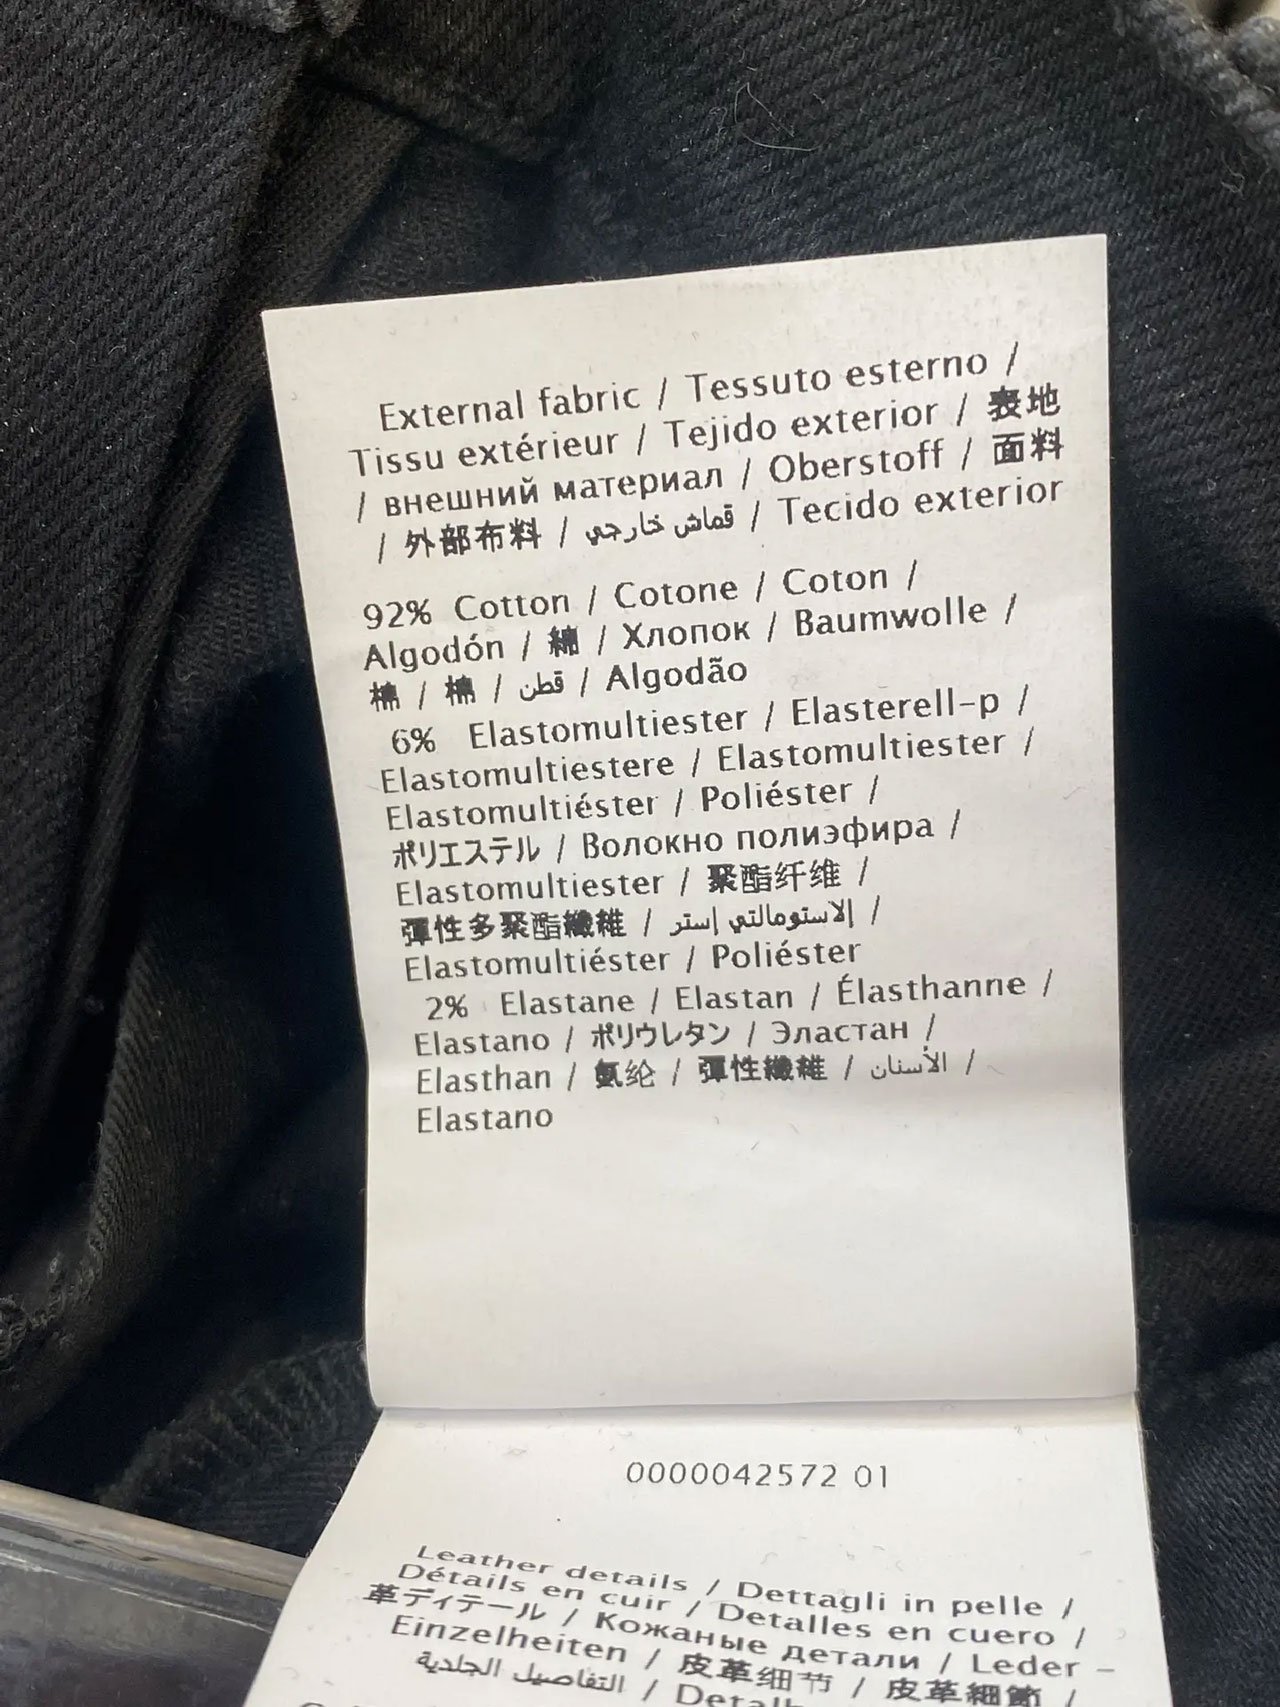 External fabric / Tessuto esterno /
Tissu extérieur / Tejido exterior / 表地
/ внешний материал / Oberstoff / 面料
/ 外部布料 / قماش خارجي / Tecido exterior
92% Cotton / Cotone / Coton /
Algodón / 綿 / Хлопок / Baumwolle /
棉 / 棉 / قطن / Algodão
6% Elastomultiester / Elasterell-p /
Elastomultiestere / Elastomultiester /
Elastomultiéster / Poliéster /
ポリエステル / Волокно полиэфира /
Elastomultiester / 聚酯纤维 /
彈性多聚酯纖維 / إلاستومالتي إستر /
Elastomultiéster / Poliéster
2% Elastane / Elastan / Élasthanne /
Elastano / ポリウレタン / Эластан /
Elasthan / 氨纶 / 彈性纖維 / الأسنان /
Elastano
0000042572 01
Leather details / Dettagli in pelle /
Détails en cuir / Detalles en cuero /
革ディテール / Кожаные детали / Leder -
Einzelheiten / 皮革细节 / 皮革細節 /
التفاصيل الجلدية /